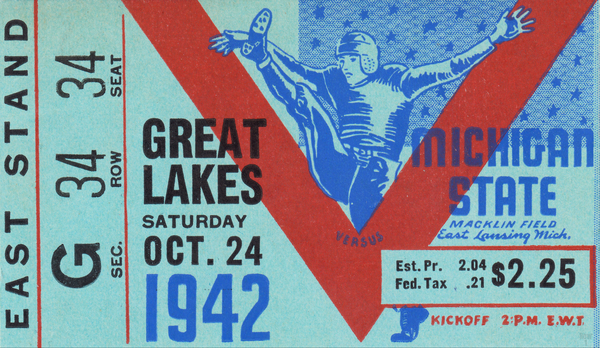 EAST STAND
SEC. G ROW 34 SEAT 34
GREAT
LAKES
SATURDAY
OCT. 24
1942
VERSUS
MICHIGAN
STATE
MACKLIN FIELD
East Lansing Mich.
Est. Pr. 2.04
Fed. Tax .21
$2.25
KICKOFF 2:P.M. E.W.T.